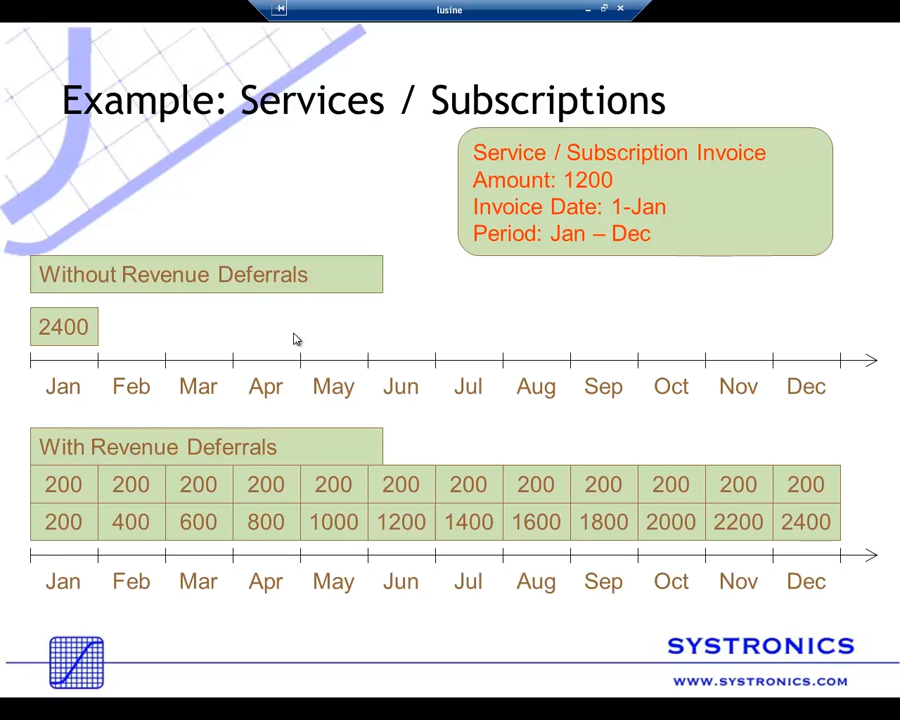 lusine
Example: Services / Subscriptions
Service / Subscription Invoice
Amount: 1200
Invoice Date: 1-Jan
Period: Jan – Dec
Without Revenue Deferrals
2400
Jan Feb Mar Apr May Jun Jul Aug Sep Oct Nov Dec
With Revenue Deferrals
200 200 200 200 200 200 200 200 200 200 200 200
200 400 600 800 1000 1200 1400 1600 1800 2000 2200 2400
Jan Feb Mar Apr May Jun Jul Aug Sep Oct Nov Dec
SYSTRONICS
WWW.SYSTRONICS.COM